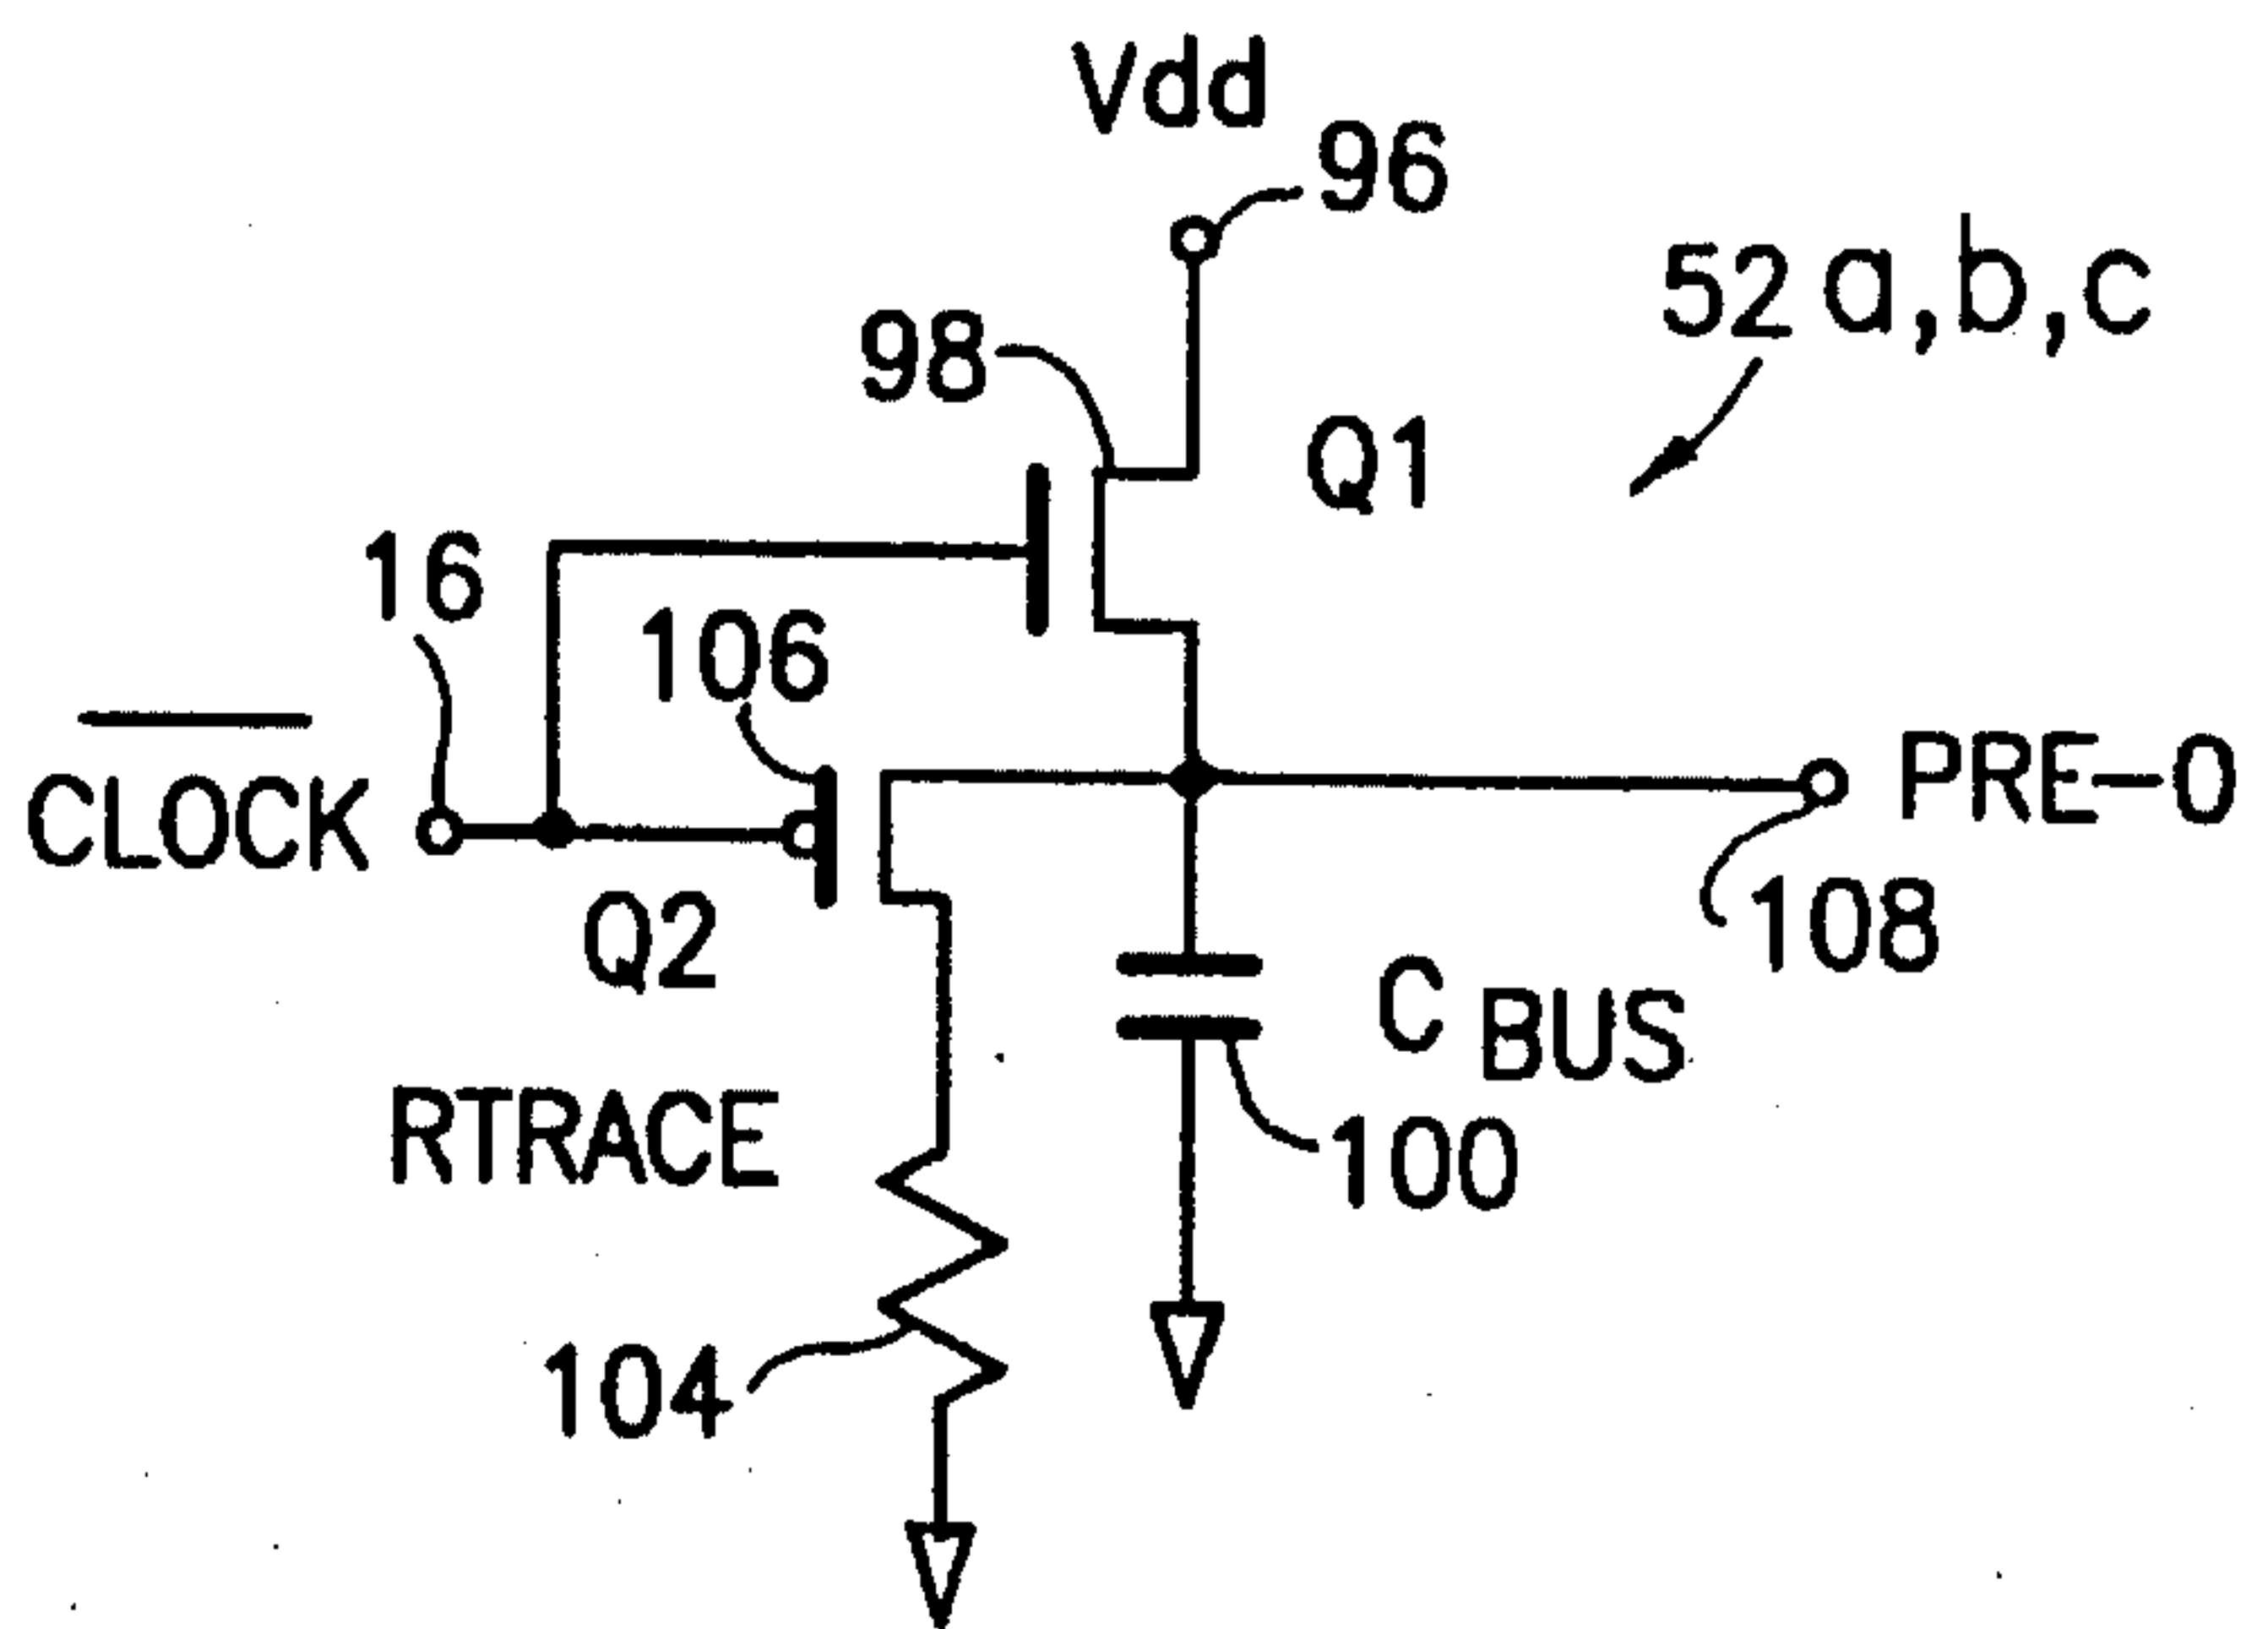 Vdd
96
52 a,b,c
98
Q1
16
106
CLOCK
PRE-0
Q2
108
C BUS
RTRACE
100
104